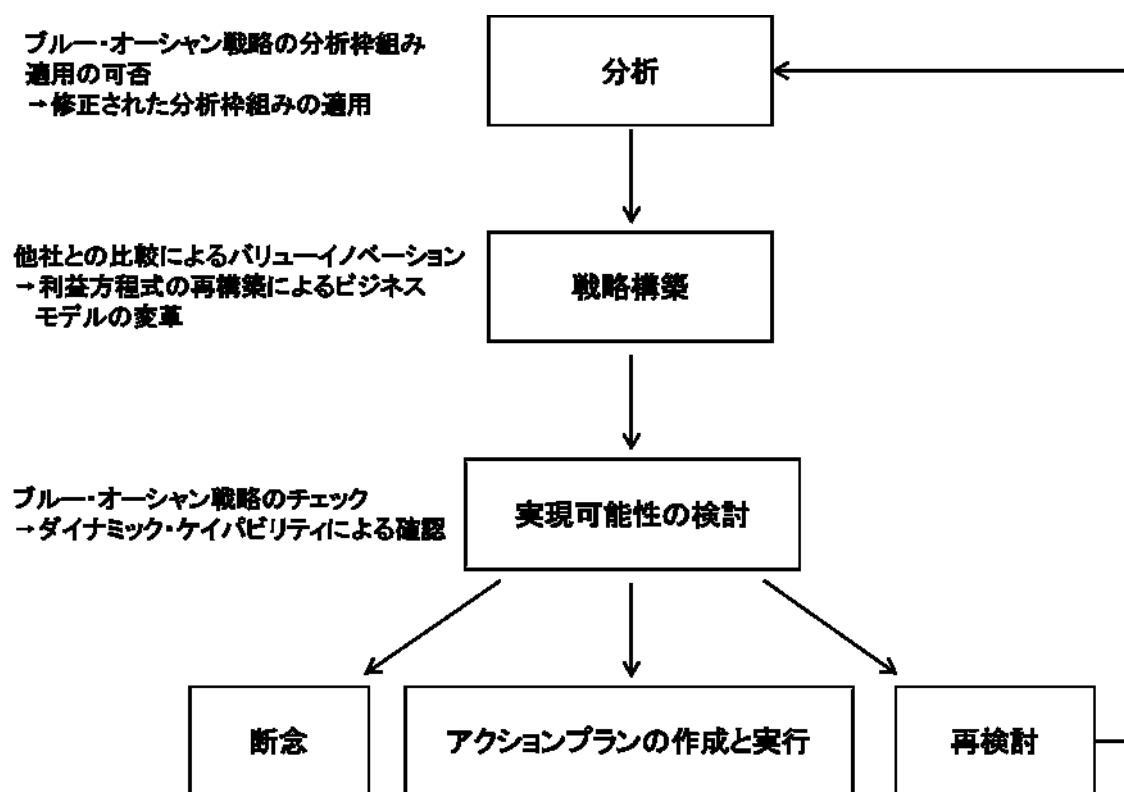 ブルー・オーシャン戦略の分析枠組み
適用の可否
→修正された分析枠組みの適用
分析
他社との比較によるバリューイノベーション
→利益方程式の再構築によるビジネス
モデルの変革
戦略構築
ブルー・オーシャン戦略のチェック
→ダイナミック・ケイパビリティによる確認
実現可能性の検討
断念
アクションプランの作成と実行
再検討